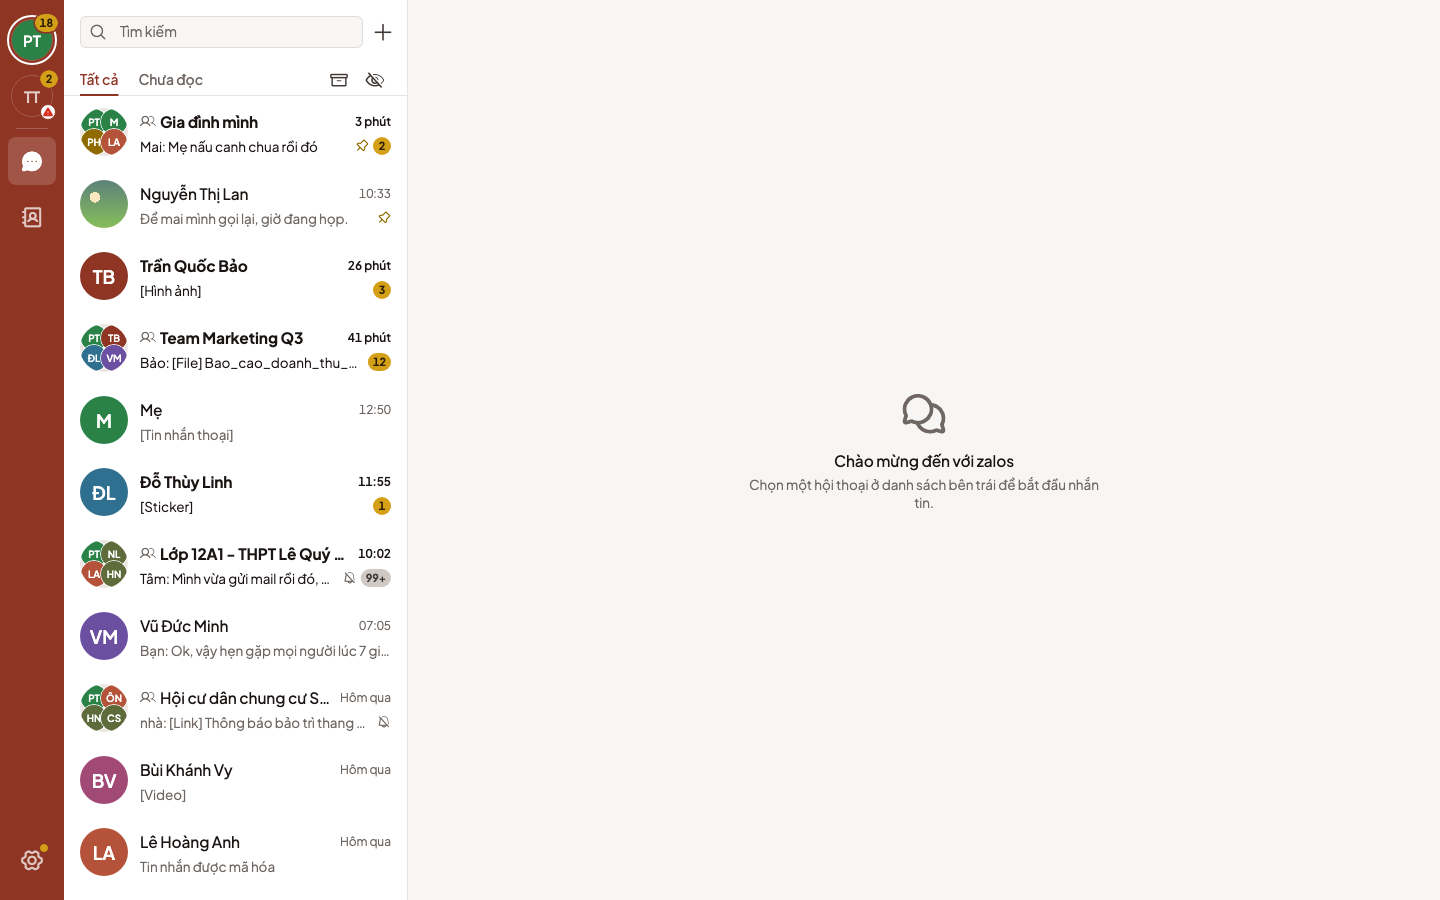 PT
18
TT
2
Tìm kiếm
Tất cả
Chưa đọc
PT M PH LA
Gia đình mình
3 phút
Mai: Mẹ nấu canh chua rồi đó
2
Nguyễn Thị Lan
10:33
Để mai mình gọi lại, giờ đang họp.
TB
Trần Quốc Bảo
26 phút
[Hình ảnh]
3
PT TB ĐL VM
Team Marketing Q3
41 phút
Bảo: [File] Bao_cao_doanh_thu_...
12
M
Mẹ
12:50
[Tin nhắn thoại]
ĐL
Đỗ Thùy Linh
11:55
[Sticker]
1
PT NL LA HN
Lớp 12A1 - THPT Lê Quý ...
10:02
Tâm: Mình vừa gửi mail rồi đó, ...
99+
VM
Vũ Đức Minh
07:05
Bạn: Ok, vậy hẹn gặp mọi người lúc 7 gi...
PT ÔN HN CS
Hội cư dân chung cư S...
Hôm qua
nhà: [Link] Thông báo bảo trì thang ...
BV
Bùi Khánh Vy
Hôm qua
[Video]
LA
Lê Hoàng Anh
Hôm qua
Tin nhắn được mã hóa
Chào mừng đến với zalos
Chọn một hội thoại ở danh sách bên trái để bắt đầu nhắn
tin.